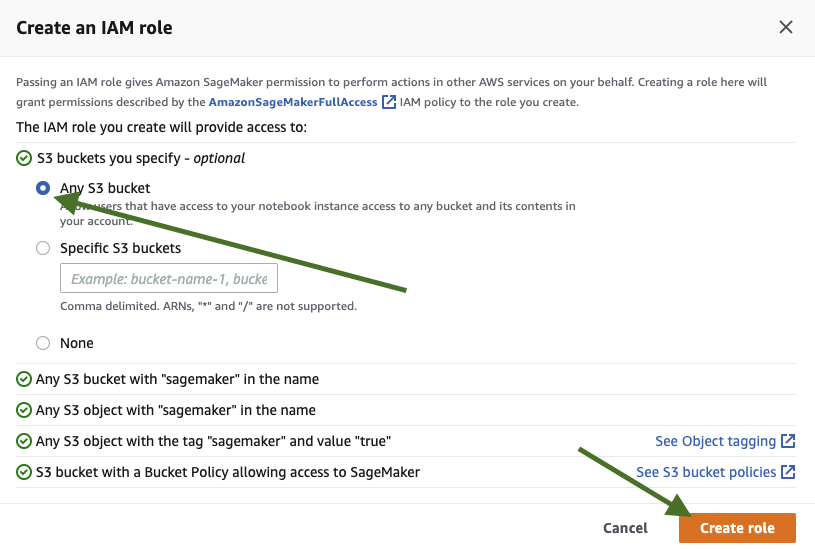 Create an IAM role
Passing an IAM role gives Amazon SageMaker permission to perform actions in other AWS services on your behalf. Creating a role here will
grant permissions described by the AmazonSageMakerFullAccess IAM policy to the role you create.
The IAM role you create will provide access to:
S3 buckets you specify - optional
Any S3 bucket
users that have access to your notebook instance access to any bucket and its contents in
your account.
Specific S3 buckets
Example: bucket-name-1, bucke
Comma delimited. ARNs, "*" and "/" are not supported.
None
Any S3 bucket with "sagemaker" in the name
Any S3 object with "sagemaker" in the name
Any S3 object with the tag "sagemaker" and value "true" See Object tagging
S3 bucket with a Bucket Policy allowing access to SageMaker See S3 bucket policies
Cancel Create role